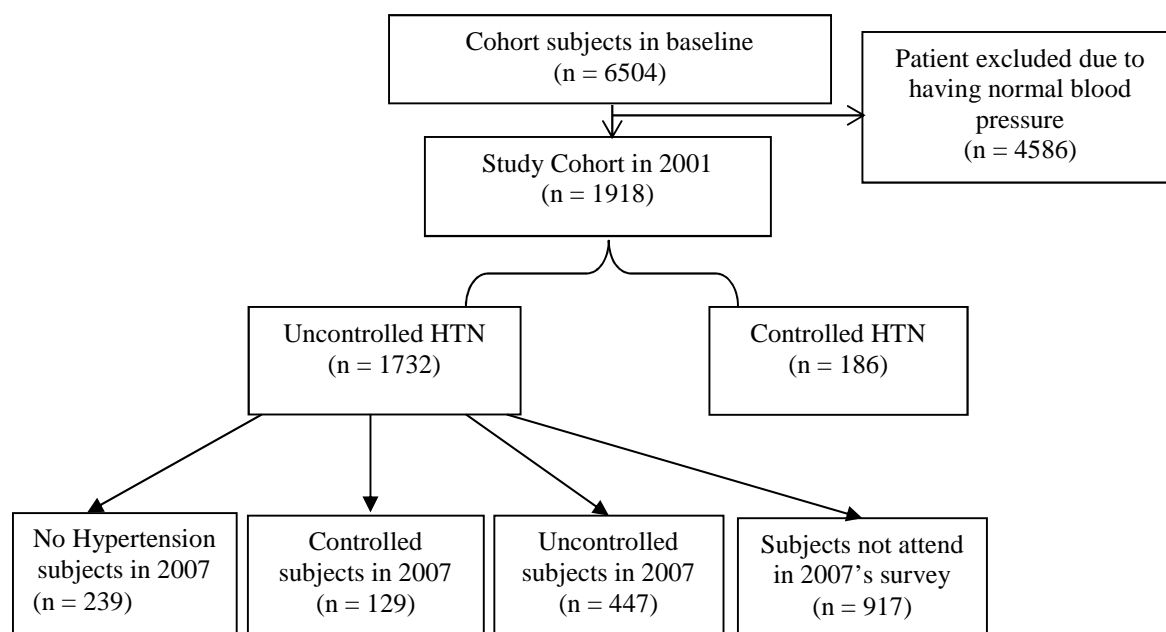 Cohort subjects in baseline
(n = 6504)
Patient excluded due to
having normal blood
pressure
(n = 4586)
Study Cohort in 2001
(n = 1918)
Uncontrolled HTN
(n = 1732)
Controlled HTN
(n = 186)
No Hypertension
subjects in 2007
(n = 239)
Controlled
subjects in 2007
(n = 129)
Uncontrolled
subjects in 2007
(n = 447)
Subjects not attend
in 2007's survey
(n = 917)